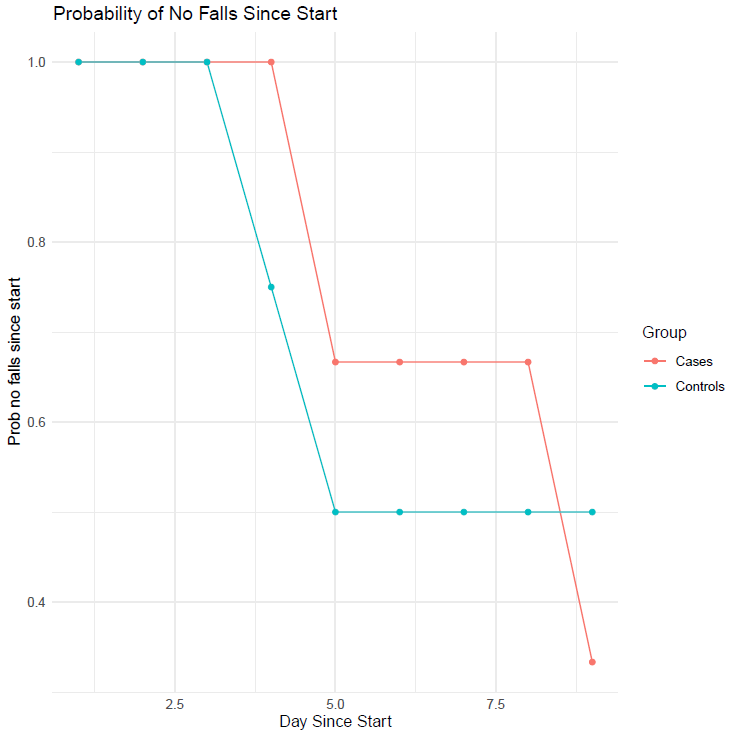 Probability of No Falls Since Start
Prob no falls since start
1.0
0.8
0.6
0.4
2.5
5.0
7.5
Day Since Start
Group
Cases
Controls